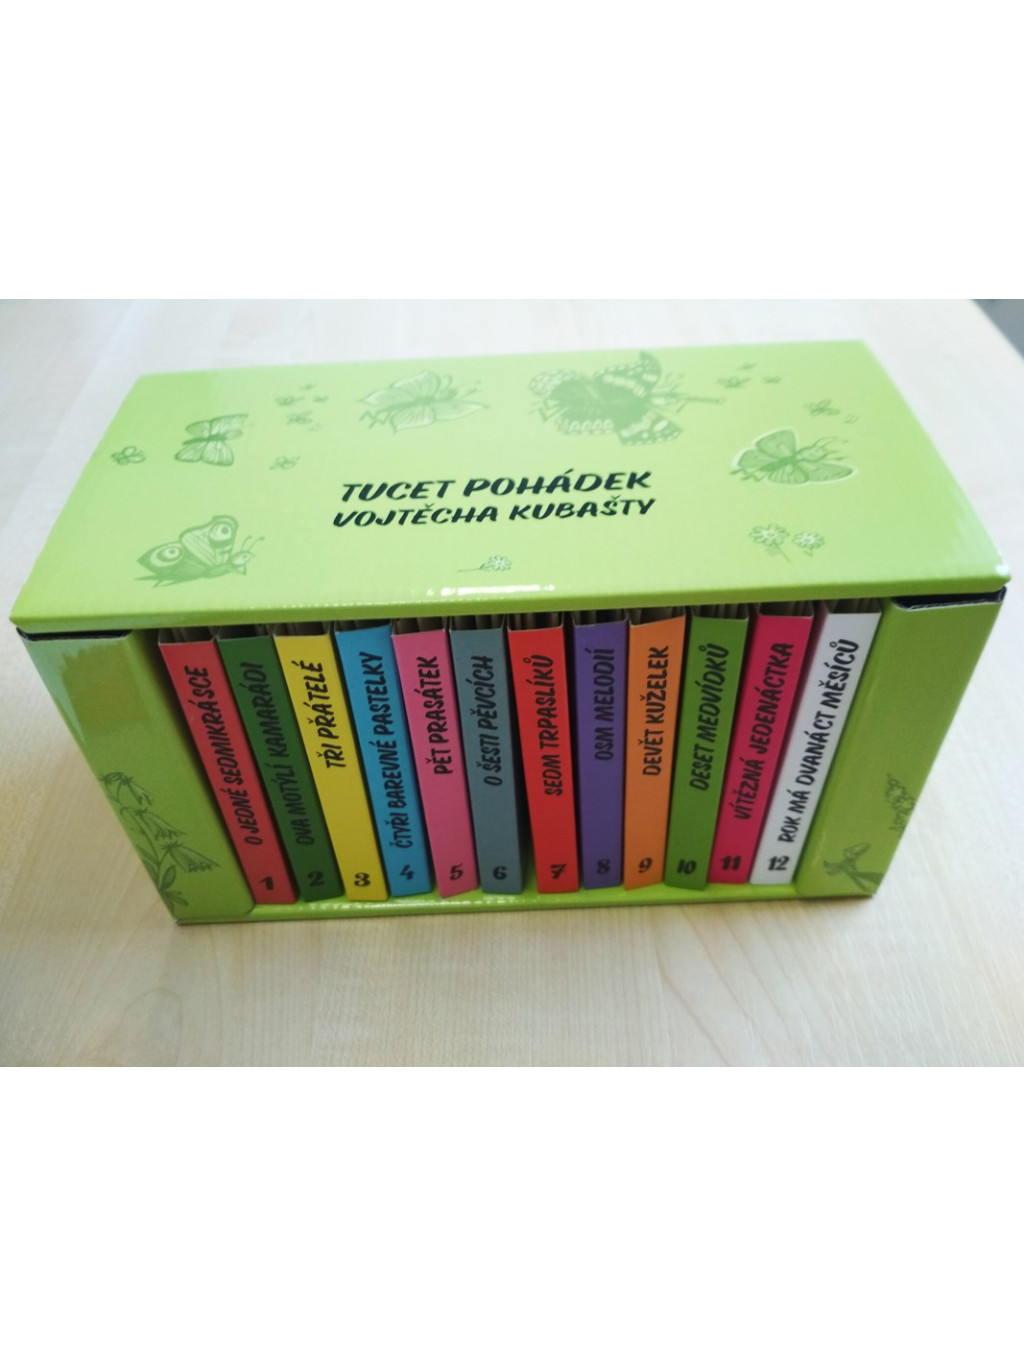 TUCET POHÁDEK
VOJTĚCHA KUBAŠTY
O JEDNÉ SEDMIKRÁSCE
1
DVA MOTÝLÍ KAMARÁDI
2
TŘI PŘÁTELÉ
3
ČTYŘI BAREVNÉ PASTELKY
4
PĚT PRASÁTEK
5
O ŠESTI PĚVCÍCH
6
SEDM TRPASLÍKŮ
7
OSM MELODIÍ
8
DEVĚT KUŽELEK
9
DESET MEDVÍDKŮ
10
VÍTĚZNÁ JEDENÁCTKA
11
ROK MÁ DVANÁCT MĚSÍCŮ
12